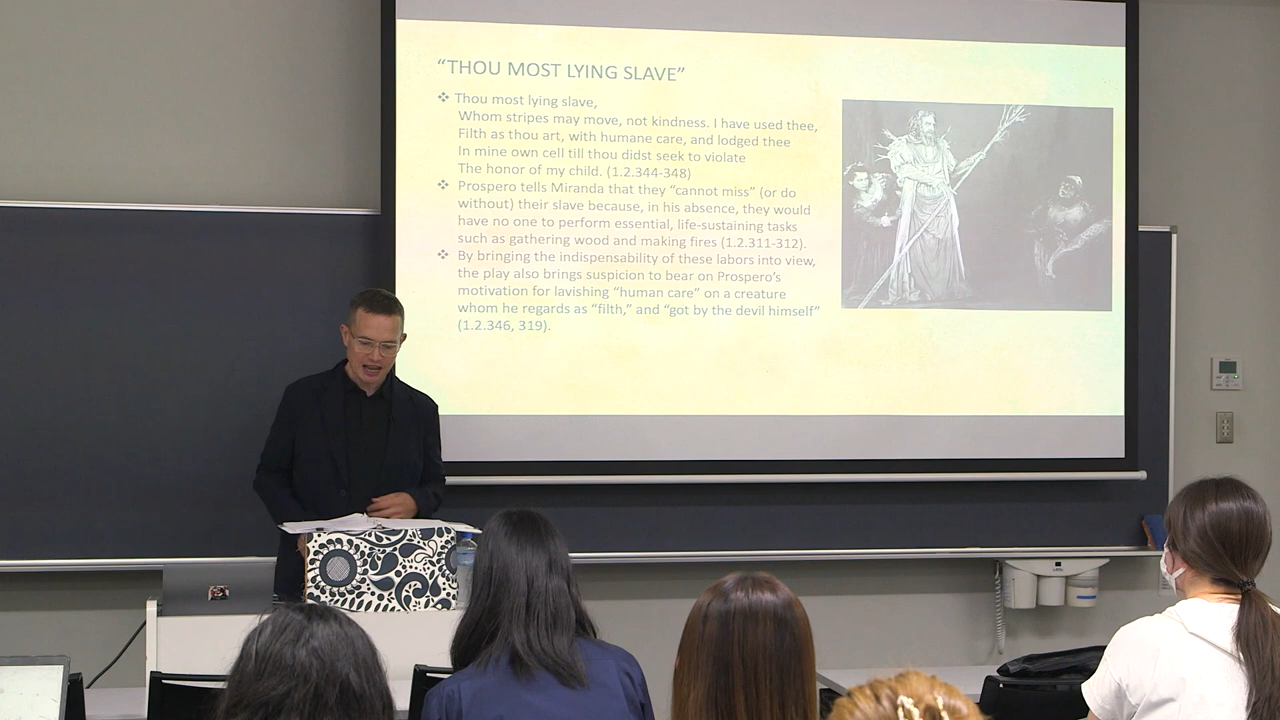 “THOU MOST LYING SLAVE”
❖ Thou most lying slave,
Whom stripes may move, not kindness. I have used thee,
Filth as thou art, with humane care, and lodged thee
In mine own cell till thou didst seek to violate
The honor of my child. (1.2.344-348)
❖ Prospero tells Miranda that they “cannot miss” (or do
without) their slave because, in his absence, they would
have no one to perform essential, life-sustaining tasks
such as gathering wood and making fires (1.2.311-312).
❖ By bringing the indispensability of these labors into view,
the play also brings suspicion to bear on Prospero’s
motivation for lavishing “human care” on a creature
whom he regards as “filth,” and “got by the devil himself”
(1.2.346, 319).